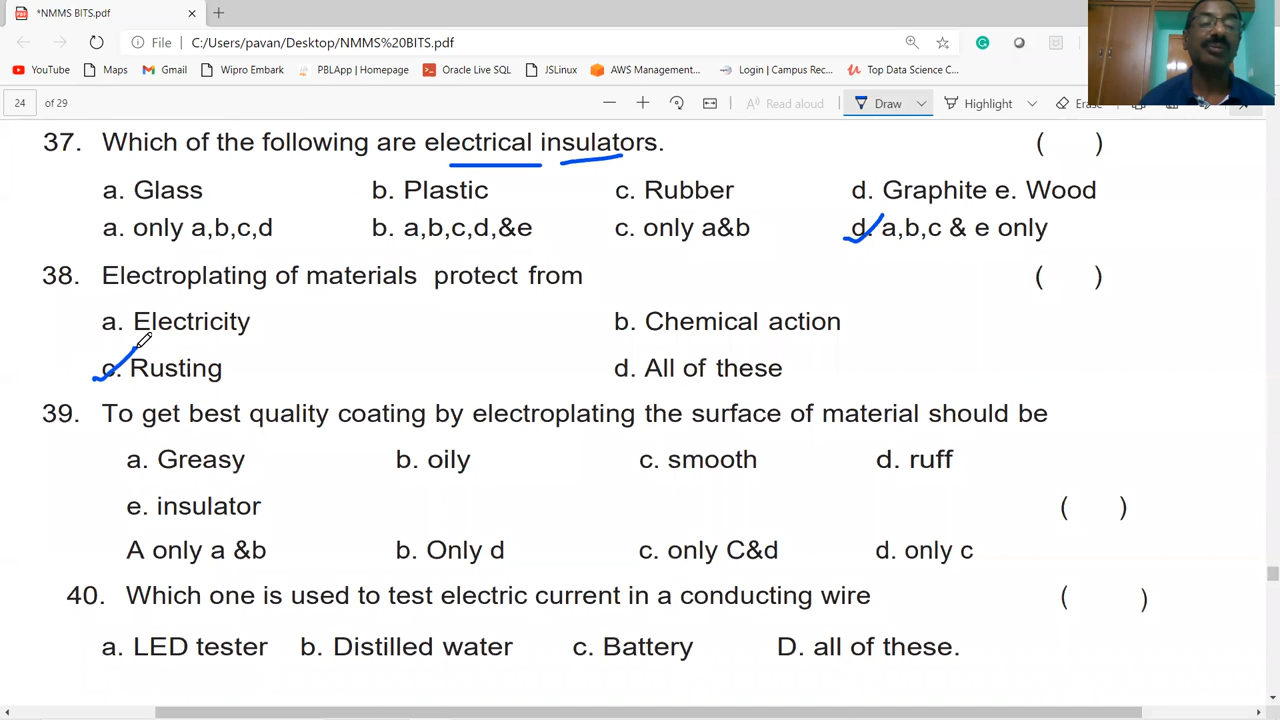 *NMMS BITS.pdf
File C:/Users/pavan/Desktop/NMMS%20BITS.pdf
YouTube Maps Gmail Wipro Embark PBLApp | Homepage Oracle Live SQL JSLinux AWS Management... Login | Campus Rec... Top Data Science C...
24 of 29 Read aloud Draw Highlight Erase
37. Which of the following are electrical insulators. ( )
a. Glass b. Plastic c. Rubber d. Graphite e. Wood
a. only a,b,c,d b. a,b,c,d,&e c. only a&b d. a,b,c & e only
38. Electroplating of materials protect from ( )
a. Electricity b. Chemical action
c. Rusting d. All of these
39. To get best quality coating by electroplating the surface of material should be
a. Greasy b. oily c. smooth d. ruff
e. insulator ( )
A only a &b b. Only d c. only C&d d. only c
40. Which one is used to test electric current in a conducting wire ( )
a. LED tester b. Distilled water c. Battery D. all of these.